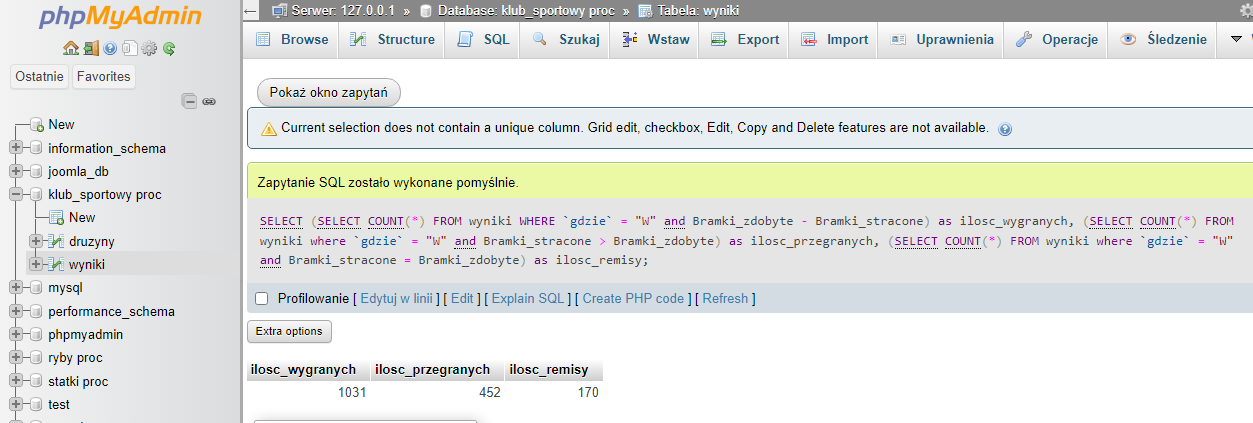 phpMyAdmin
Ostatnie Favorites
New
information_schema
joomla_db
klub_sportowy proc
New
druzyny
wyniki
mysql
performance_schema
phpmyadmin
ryby proc
statki proc
test
Serwer: 127.0.0.1 » Database: klub_sportowy proc » Tabela: wyniki
Browse Structure SQL Szukaj Wstaw Export Import Uprawnienia Operacje Śledzenie
Pokaż okno zapytań
Current selection does not contain a unique column. Grid edit, checkbox, Edit, Copy and Delete features are not available.
Zapytanie SQL zostało wykonane pomyślnie.
SELECT (SELECT COUNT(*) FROM wyniki WHERE `gdzie` = "W" and Bramki_zdobyte - Bramki_stracone) as ilosc_wygranych, (SELECT COUNT(*) FROM
wyniki where `gdzie` = "W" and Bramki_stracone > Bramki_zdobyte) as ilosc_przegranych, (SELECT COUNT(*) FROM wyniki where `gdzie` = "W"
and Bramki_stracone = Bramki_zdobyte) as ilosc_remisy;
Profilowanie [ Edytuj w linii ] [ Edit ] [ Explain SQL ] [ Create PHP code ] [ Refresh ]
Extra options
ilosc_wygranych ilosc_przegranych ilosc_remisy
1031 452 170